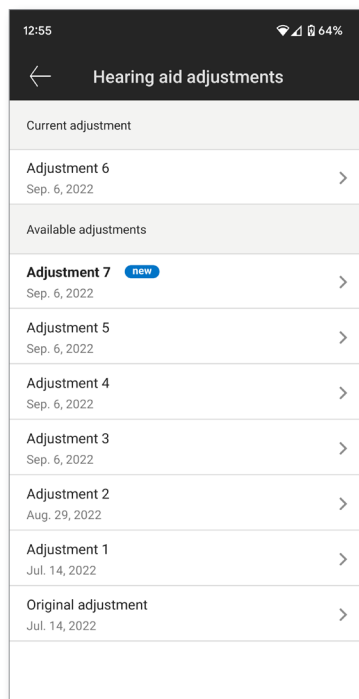 12:55 64%
Hearing aid adjustments
Current adjustment
Adjustment 6
Sep. 6, 2022
Available adjustments
Adjustment 7 new
Sep. 6, 2022
Adjustment 5
Sep. 6, 2022
Adjustment 4
Sep. 6, 2022
Adjustment 3
Sep. 6, 2022
Adjustment 2
Aug. 29, 2022
Adjustment 1
Jul. 14, 2022
Original adjustment
Jul. 14, 2022